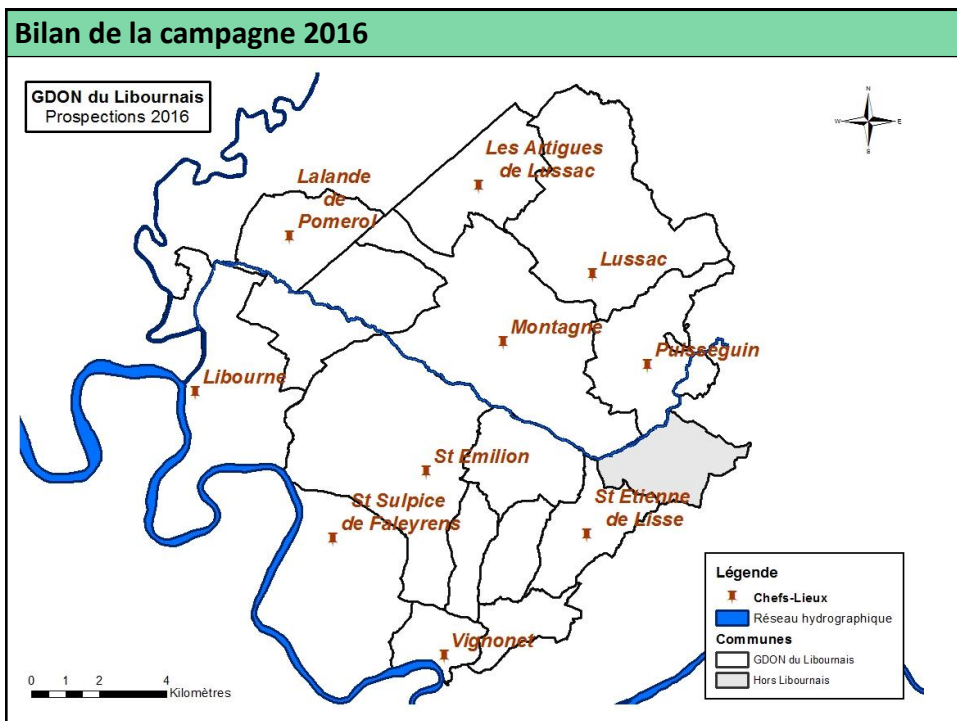 Bilan de la campagne 2016
GDON du Libournais
Prospections 2016
N
W
E
S
Les Artigues
de Lussac
Lalande
de
Pomerol
Lussac
Montagne
Puisseguin
Libourne
St Emilion
St Sulpice
de Faleyrens
St Etienne
de Lisse
Vignonet
Légende
Chefs-Lieux
Réseau hydrographique
Communes
GDON du Libournais
Hors Libournais
0 1 2 4
Kilomètres